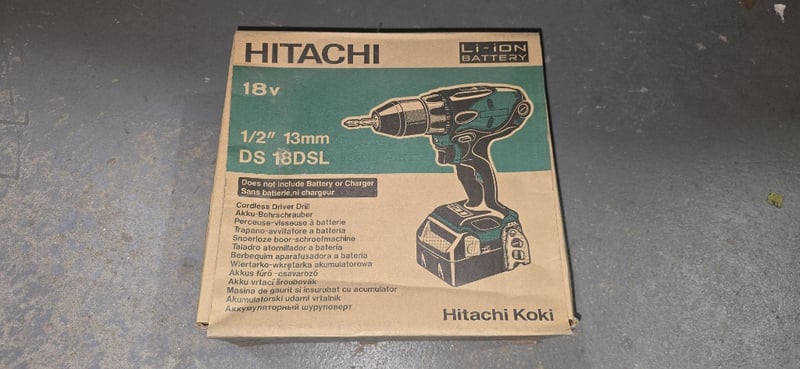 HITACHI
Li-iON
BATTERY
18v
1/2" 13mm
DS 18DSL
Does not include Battery or Charger
Sans batterie,ni chargeur
Cordless Driver Drill
Akku-Bohrschrauber
Perceuse-visseuse à batterie
Trapano-avvitatore a batteria
Snoerloze boor-schroefmachine
Taladro atornillador a batería
Berbequim aparafusadora a bateria
Wiertarko-wkrętarka akumulatorowa
Akkus fúró -csavarozó
Akku vrtací šroubovák
Masina de gaurit si insurubat cu acumulator
Akumulatorski udarni vrtalnik
Аккумуляторный шуруповерт
Hitachi Koki